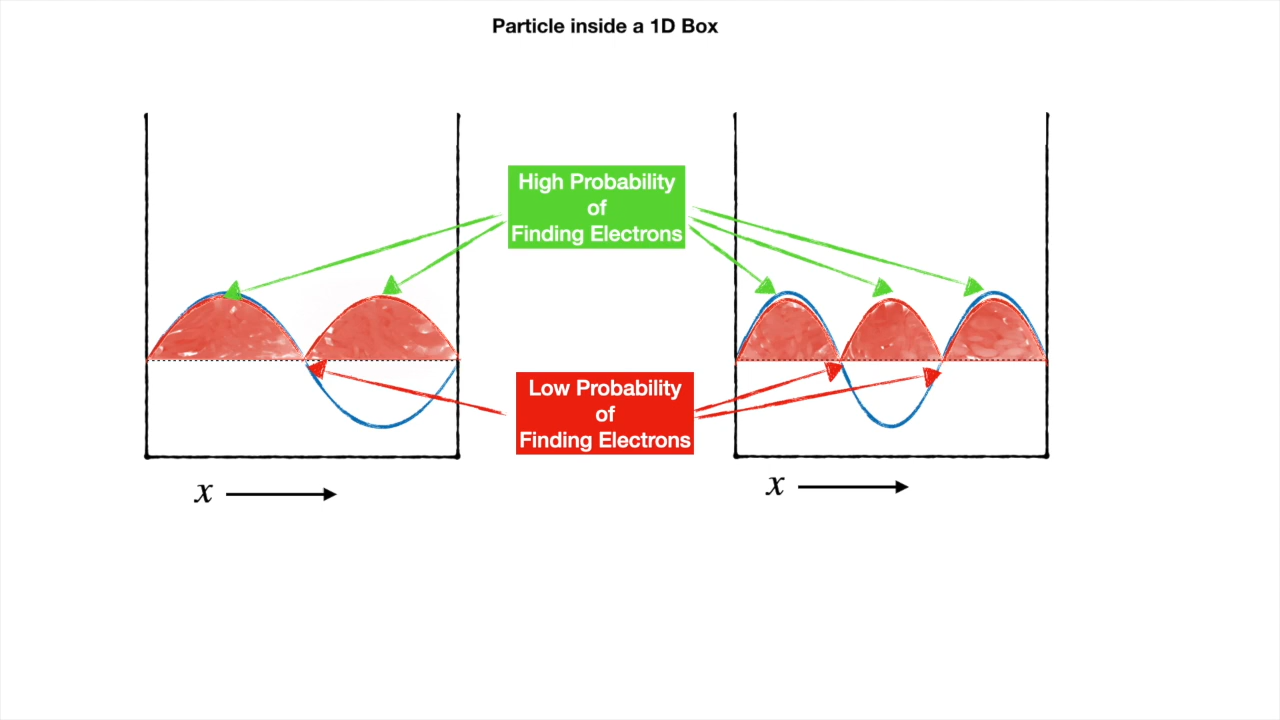 Particle inside a 1D Box
High Probability
of
Finding Electrons
Low Probability
of
Finding Electrons
x
x